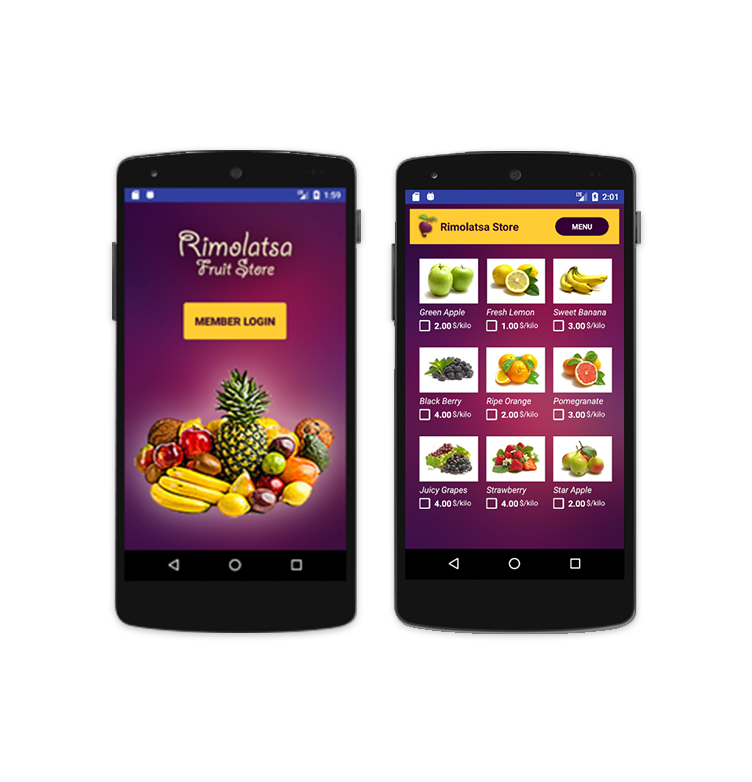 1:59
Rimolatsa
Fruit Store
MEMBER LOGIN
LTE 2:01
Rimolatsa Store
MENU
Green Apple
2.00 $/kilo
Fresh Lemon
1.00 $/kilo
Sweet Banana
3.00 $/kilo
Black Berry
4.00 $/kilo
Ripe Orange
2.00 $/kilo
Pomegranate
3.00 $/kilo
Juicy Grapes
4.00 $/kilo
Strawberry
4.00 $/kilo
Star Apple
2.00 $/kilo